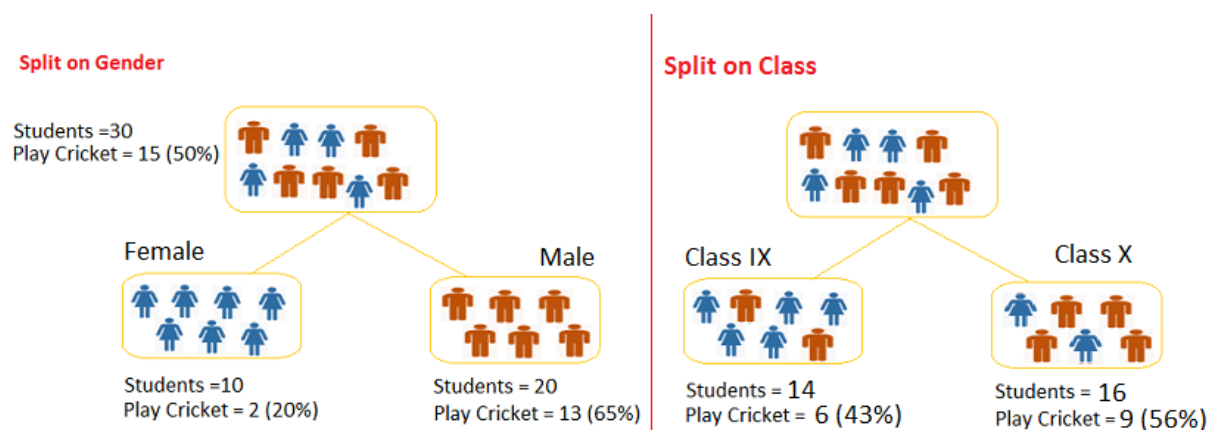 Split on Gender
Students =30
Play Cricket = 15 (50%)
Female
Male
Students =10
Play Cricket = 2 (20%)
Students = 20
Play Cricket = 13 (65%)
Split on Class
Class IX
Class X
Students = 14
Play Cricket = 6 (43%)
Students = 16
Play Cricket = 9 (56%)